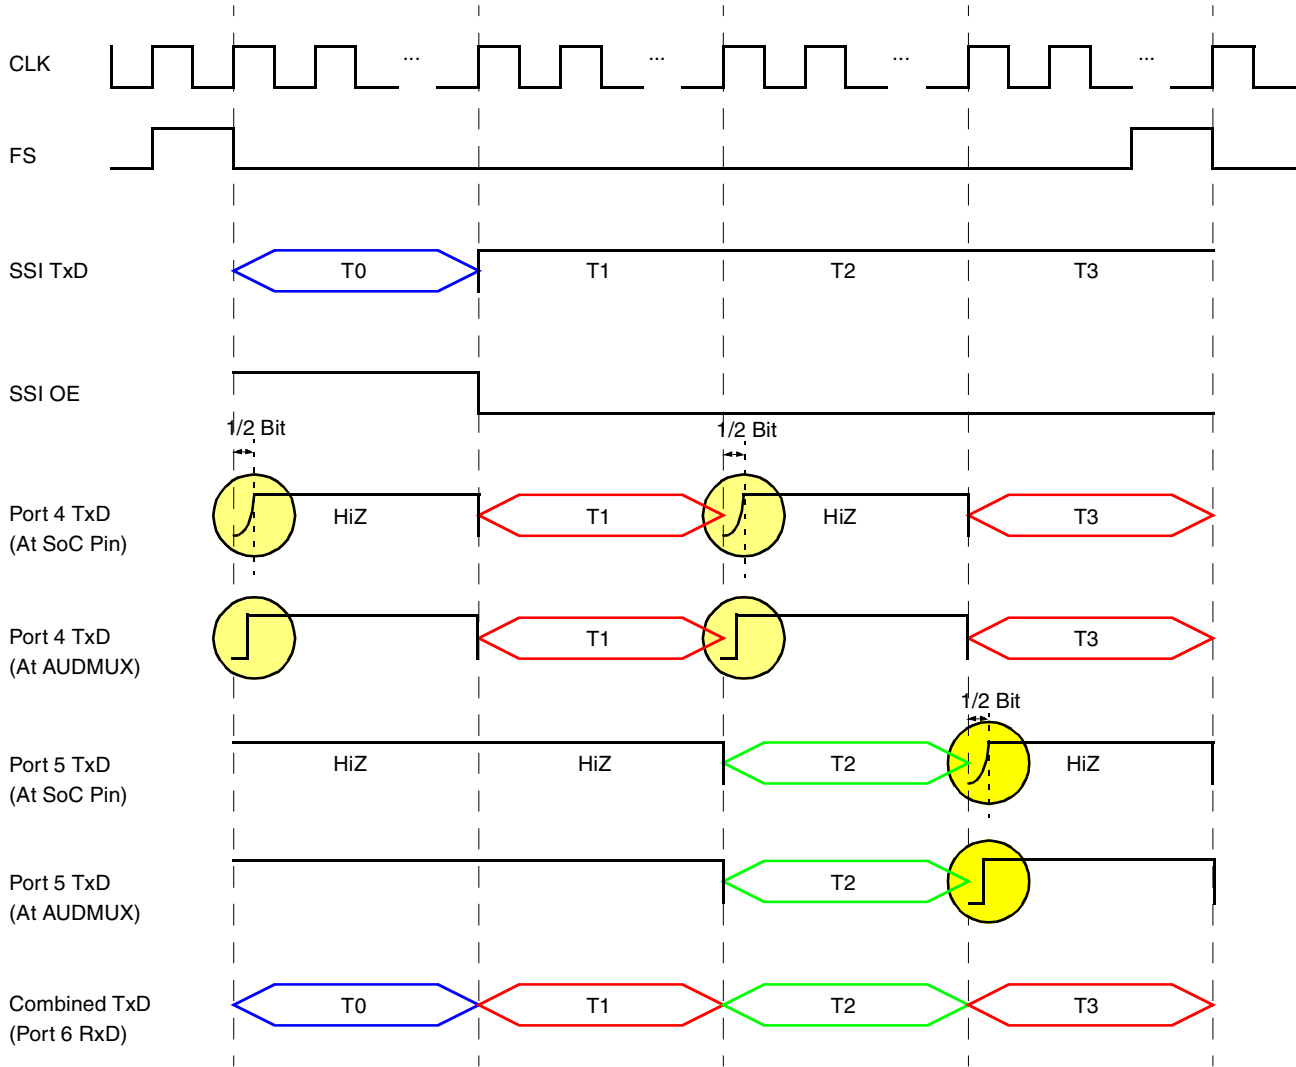 CLK
... ... ... ...
FS
SSI TxD
T0 T1 T2 T3
SSI OE
1/2 Bit 1/2 Bit
Port 4 TxD
(At SoC Pin)
HiZ T1 HiZ T3
Port 4 TxD
(At AUDMUX)
T1 T3
1/2 Bit
Port 5 TxD
(At SoC Pin)
HiZ HiZ T2 HiZ
Port 5 TxD
(At AUDMUX)
T2
Combined TxD
(Port 6 RxD)
T0 T1 T2 T3